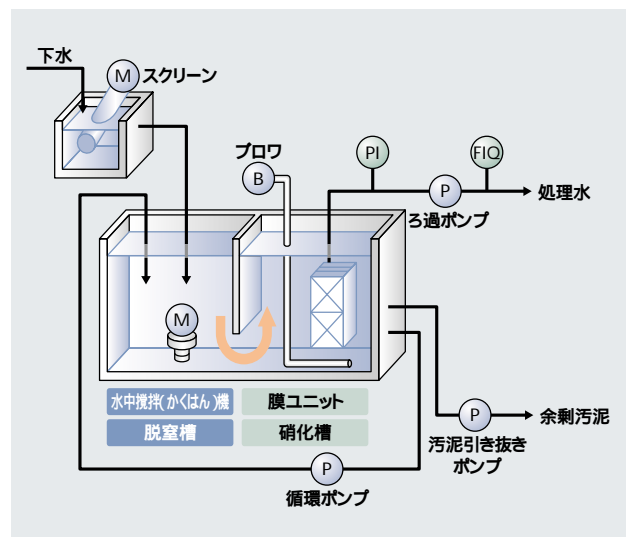 下水
M
スクリーン
ブロワ
B
PI
FIQ
P
処理水
ろ過ポンプ
M
水中攪拌(かくはん)機
膜ユニット
脱窒槽
硝化槽
P
余剰汚泥
汚泥引き抜き
ポンプ
P
循環ポンプ